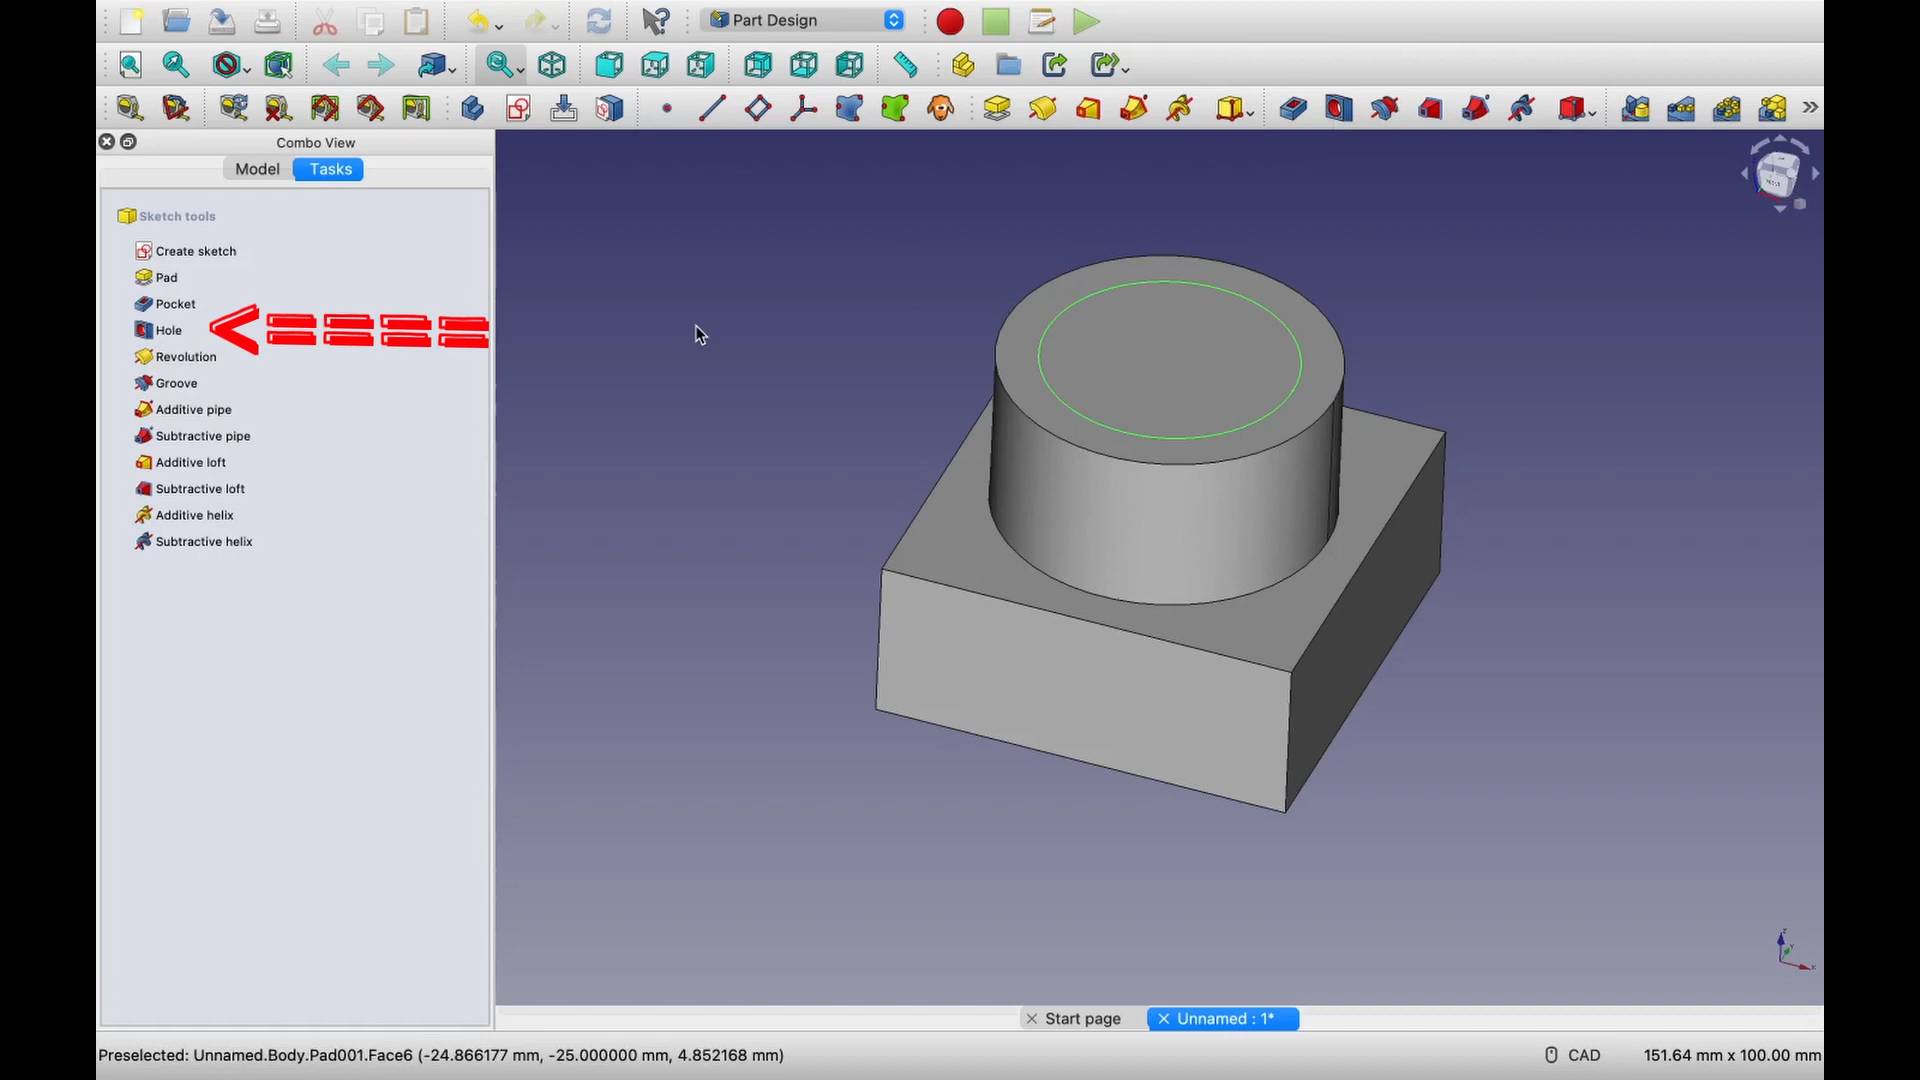 Part Design
Combo View
Model Tasks
Sketch tools
Create sketch
Pad
Pocket
Hole
Revolution
Groove
Additive pipe
Subtractive pipe
Additive loft
Subtractive loft
Additive helix
Subtractive helix
Start page
Unnamed : 1*
Preselected: Unnamed.Body.Pad001.Face6 (-24.866177 mm, -25.000000 mm, 4.852168 mm)
CAD
151.64 mm x 100.00 mm